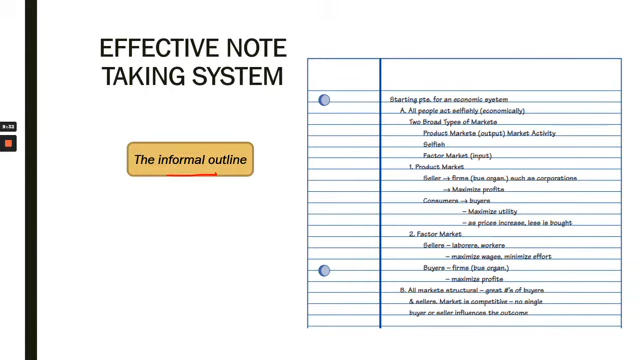 EFFECTIVE NOTE
TAKING SYSTEM
9:33
The informal outline
Starting pts. for an economic system
A. All people act selfishly (economically)
Two Broad Types of Markets
Product Markets (output) Market Activity
Selfish
Factor Market (input)
1. Product Market
Seller → firms (bus organ.) such as corporations
→ Maximize profits
Consumers → buyers
– Maximize utility
– as prices increase, less is bought
2. Factor Market
Sellers – laborers, workers
– maximize wages, minimize effort
Buyers – firms (bus organ.)
– maximize profits
B. All markets structural – great #'s of buyers
& sellers. Market is competitive – no single
buyer or seller influences the outcome